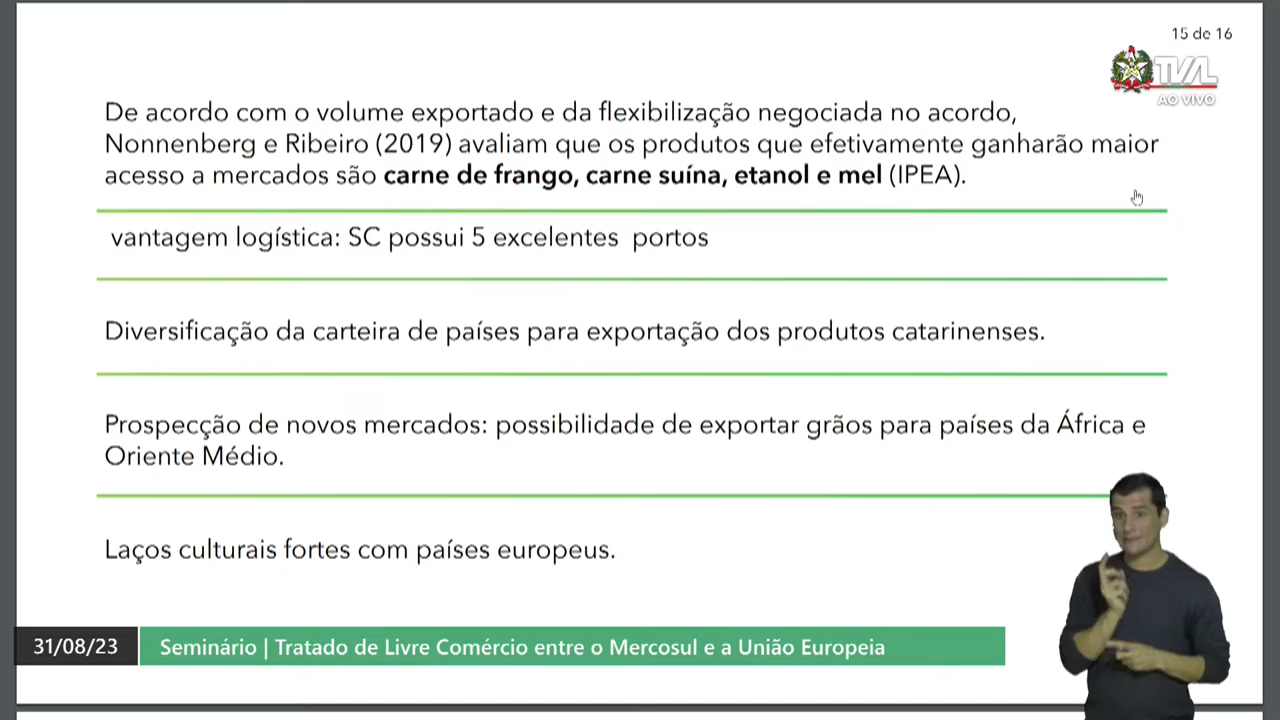 15 de 16
TVAL
AO VIVO
De acordo com o volume exportado e da flexibilização negociada no acordo,
Nonnenberg e Ribeiro (2019) avaliam que os produtos que efetivamente ganharão maior
acesso a mercados são carne de frango, carne suína, etanol e mel (IPEA).
vantagem logística: SC possui 5 excelentes portos
Diversificação da carteira de países para exportação dos produtos catarinenses.
Prospecção de novos mercados: possibilidade de exportar grãos para países da África e
Oriente Médio.
Laços culturais fortes com países europeus.
31/08/23
Seminário | Tratado de Livre Comércio entre o Mercosul e a União Europeia